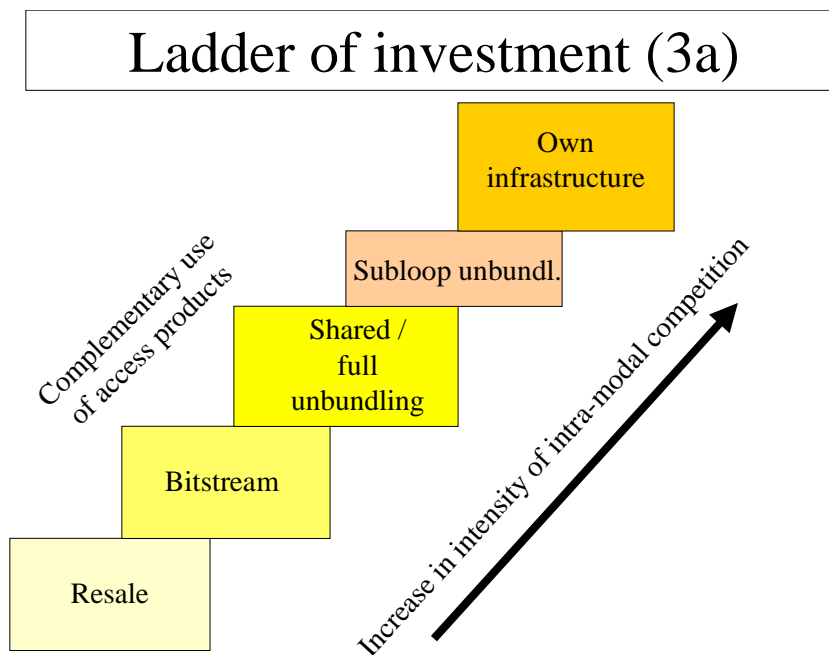 Ladder of investment (3a)
Own
infrastructure
Subloop unbundl.
Shared /
full
unbundling
Bitstream
Resale
Complementary use
of access products
Increase in intensity of intra-modal competition